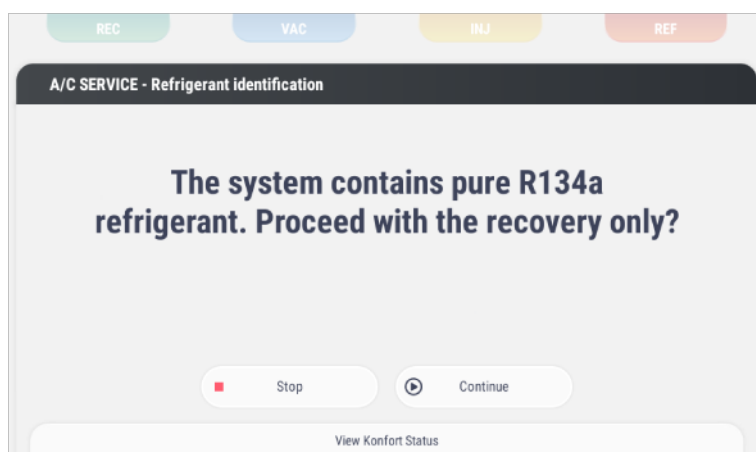 REC
VAC
INJ
REF
A/C SERVICE - Refrigerant identification
The system contains pure R134a
refrigerant. Proceed with the recovery only?
Stop
Continue
View Konfort Status